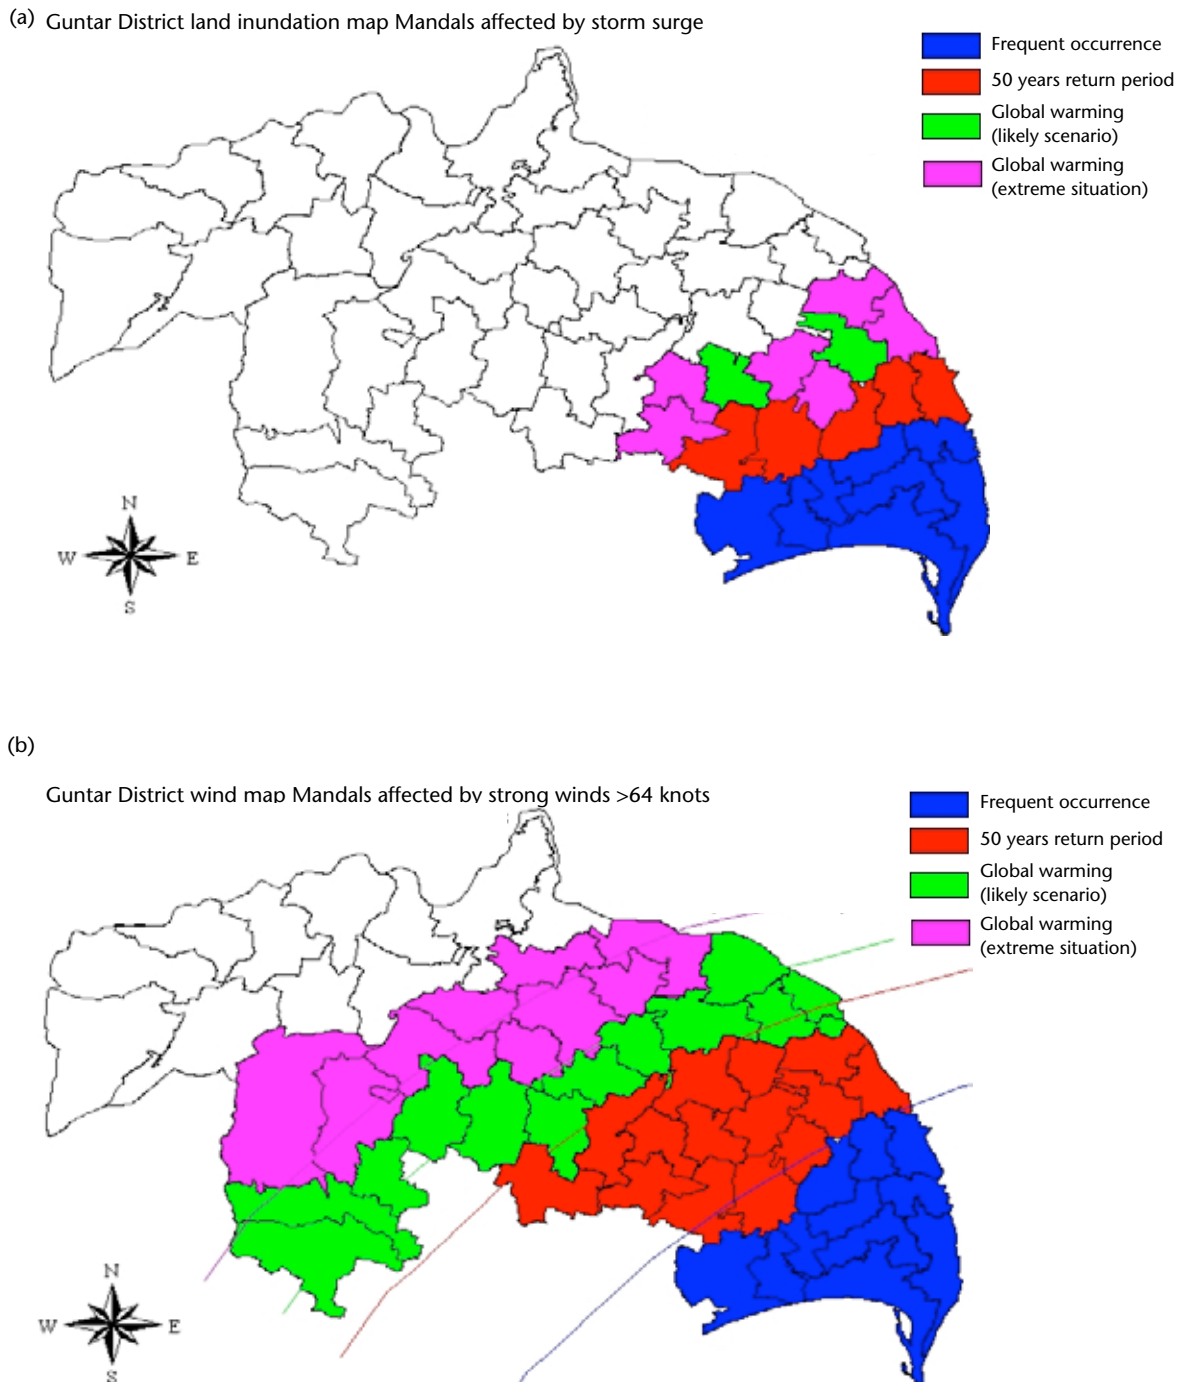 (a) Guntar District land inundation map Mandals affected by storm surge
Frequent occurrence
50 years return period
Global warming
(likely scenario)
Global warming
(extreme situation)
N
W E
S
(b)
Guntar District wind map Mandals affected by strong winds >64 knots
Frequent occurrence
50 years return period
Global warming
(likely scenario)
Global warming
(extreme situation)
N
W E
S